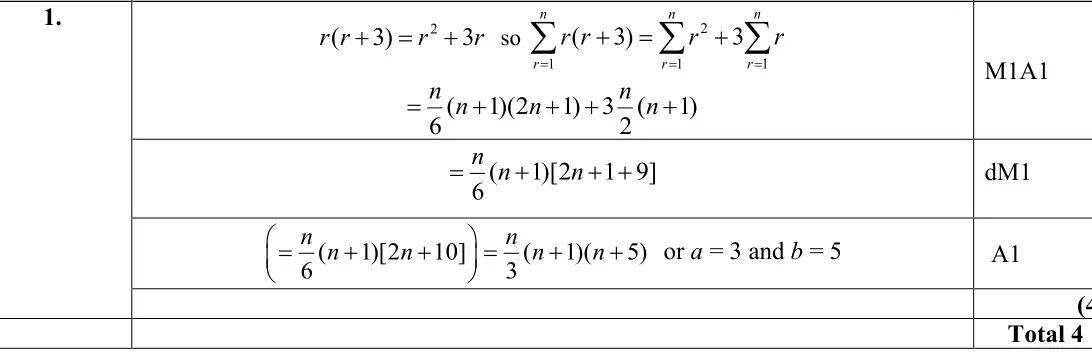 1.
r(r + 3) = r² + 3r so ∑_{r=1}^{n} r(r + 3) = ∑_{r=1}^{n} r² + 3∑_{r=1}^{n} r
= n/6 (n + 1)(2n + 1) + 3 n/2 (n + 1)
M1A1
= n/6 (n + 1)[2n + 1 + 9]
dM1
(= n/6 (n + 1)[2n + 10]) = n/3 (n + 1)(n + 5) or a = 3 and b = 5
A1
(4
Total 4